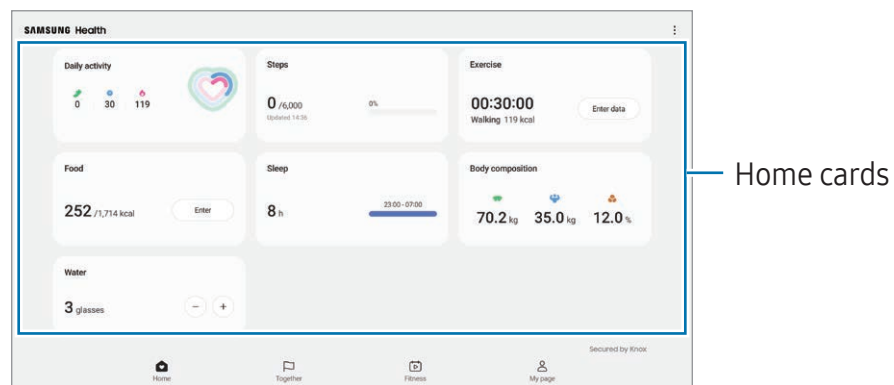 SAMSUNG Health
Daily activity
0 30 119
Steps
0 /6,000
Updated 14:36
0%
Exercise
00:30:00
Walking 119 kcal
Enter data
Food
252 /1,714 kcal
Enter
Sleep
8 h
23:00-07:00
Body composition
70.2 kg 35.0 kg 12.0 %
Water
3 glasses
− +
Home cards
Secured by Knox
Home Together Fitness My page